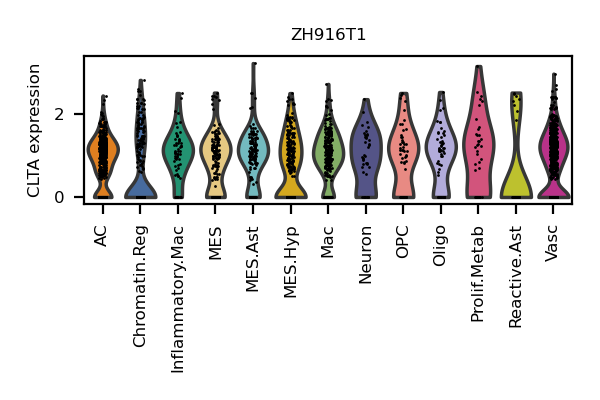 ZH916T1
CLTA expression
2
0
AC
Chromatin.Reg
Inflammatory.Mac
MES
MES.Ast
MES.Hyp
Mac
Neuron
OPC
Oligo
Prolif.Metab
Reactive.Ast
Vasc